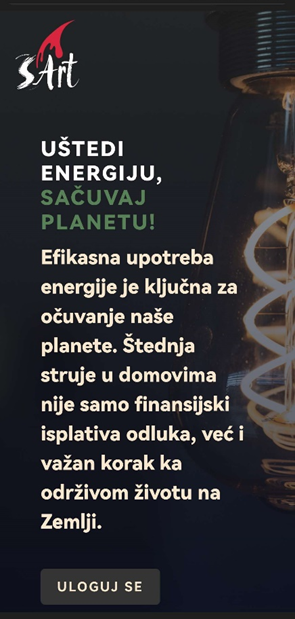 SArt
UŠTEDI
ENERGIJU,
SAČUVAJ
PLANETU!
Efikasna upotreba
energije je ključna za
očuvanje naše
planete. Štednja
struje u domovima
nije samo finansijski
isplativa odluka, već i
važan korak ka
održivom životu na
Zemlji.
ULOGUJ SE